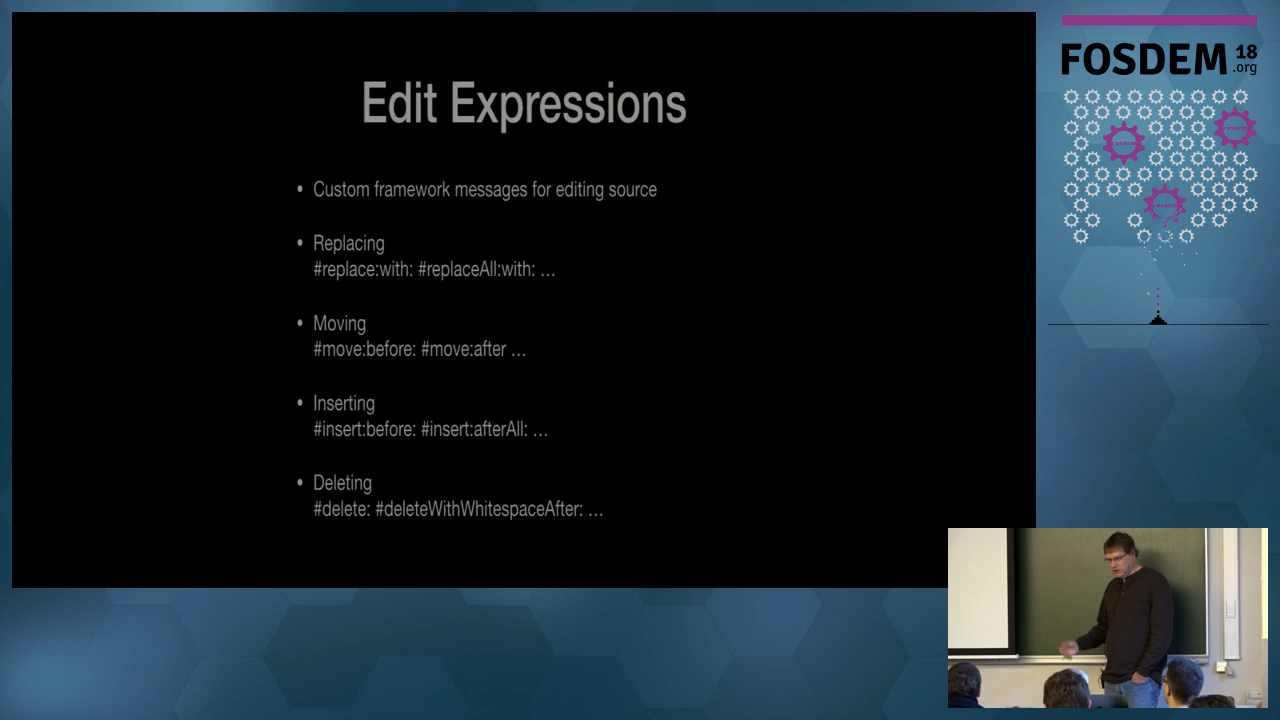 Edit Expressions
• Custom framework messages for editing source
• Replacing
#replace:with: #replaceAll:with: …
• Moving
#move:before: #move:after …
• Inserting
#insert:before: #insert:afterAll: …
• Deleting
#delete: #deleteWithWhitespaceAfter: …
FOSDEM 18
.org